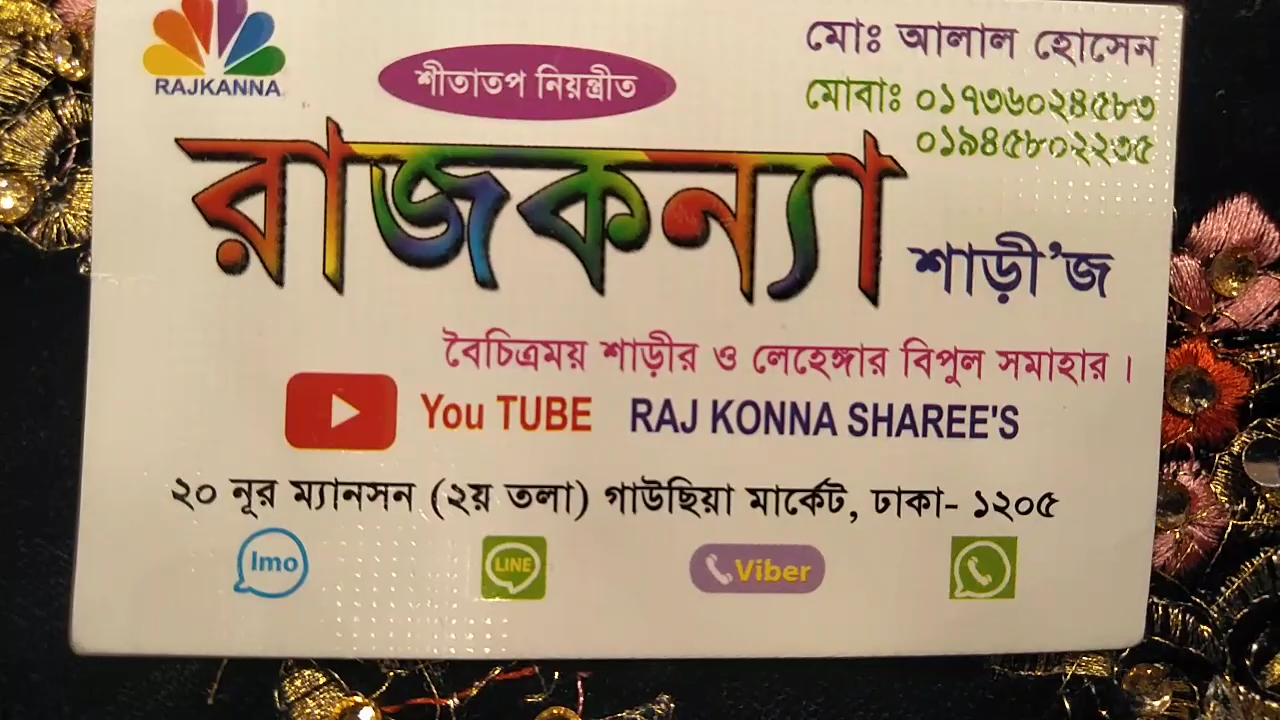 RAJKANNA
শীতাতপ নিয়ন্ত্রীত
মোঃ আলাল হোসেন
মোবাঃ ০১৭৩৬০২৪৫৮৩
০১৯৪৫৮০২২৩৫
রাজকন্যা শাড়ী'জ
বৈচিত্রময় শাড়ীর ও লেহেঙ্গার বিপুল সমাহার।
You TUBE RAJ KONNA SHAREE'S
২০ নূর ম্যানসন (২য় তলা) গাউছিয়া মার্কেট, ঢাকা- ১২০৫
Imo LINE Viber